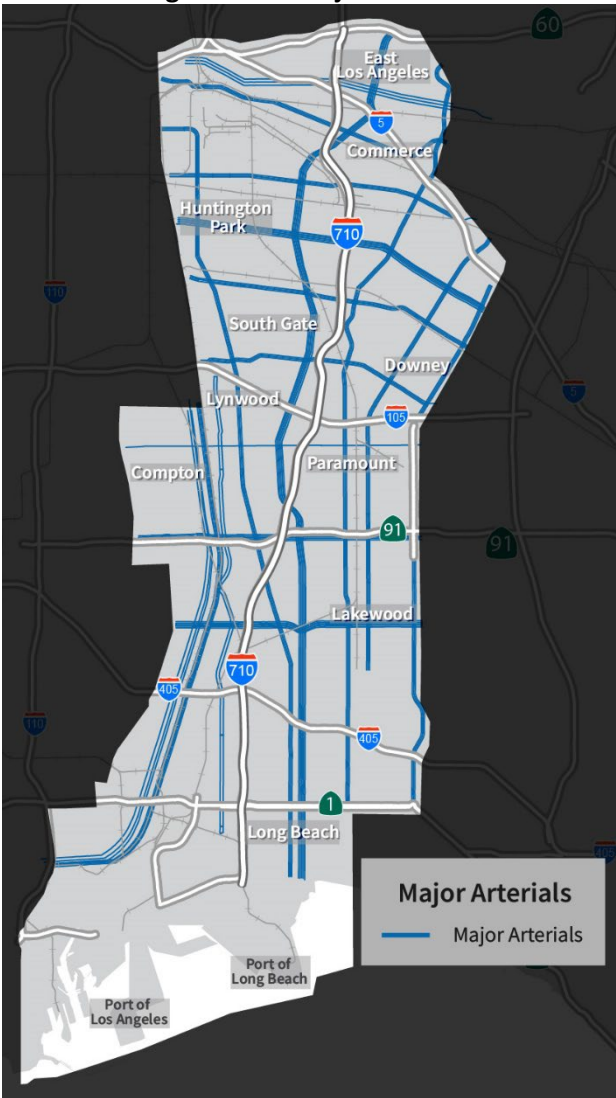 60
East
Los Angeles
5
Commerce
Huntington
Park
710
110
South Gate
Downey
5
Lynwood
105
Compton
Paramount
91
91
Lakewood
710
405
110
405
1
Long Beach
405
Major Arterials
Major Arterials
Port of
Long Beach
Port of
Los Angeles